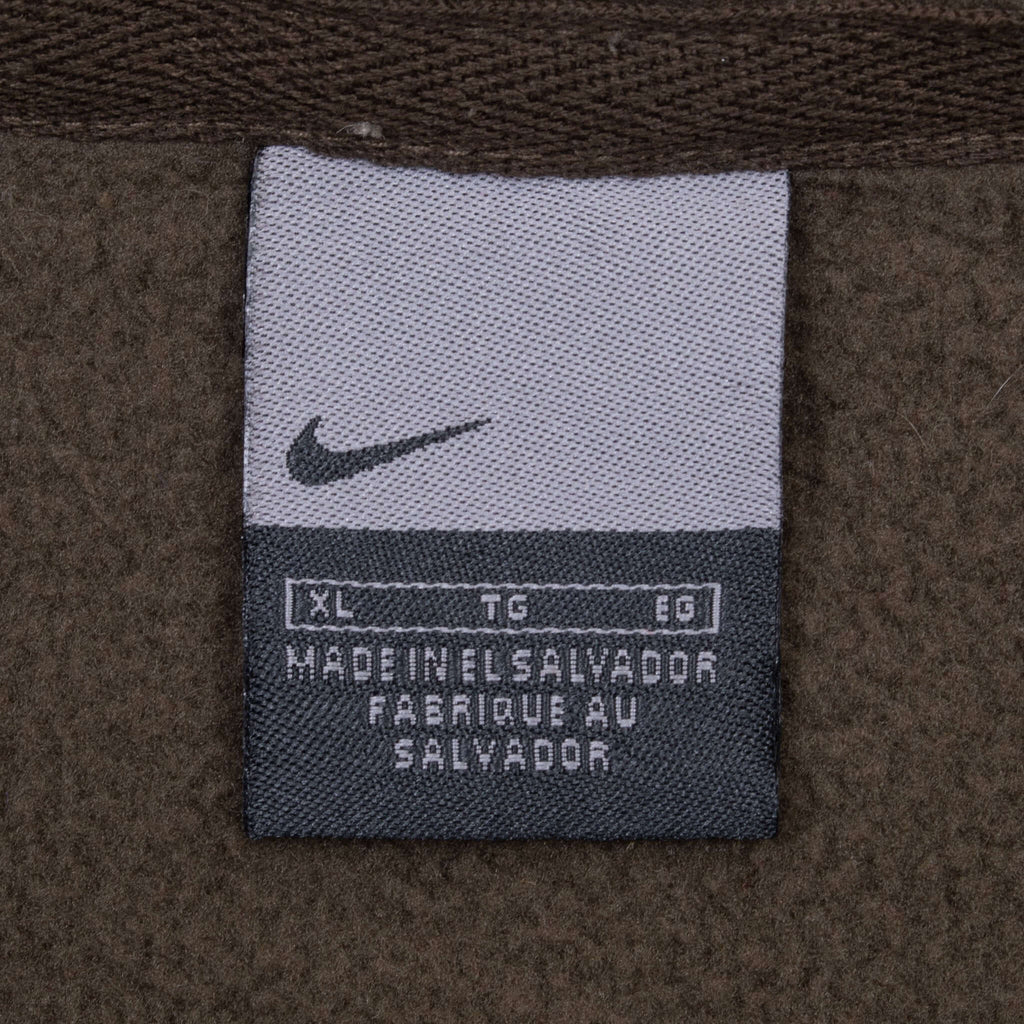 XL TG EG
MADE IN EL SALVADOR
FABRIQUE AU
SALVADOR